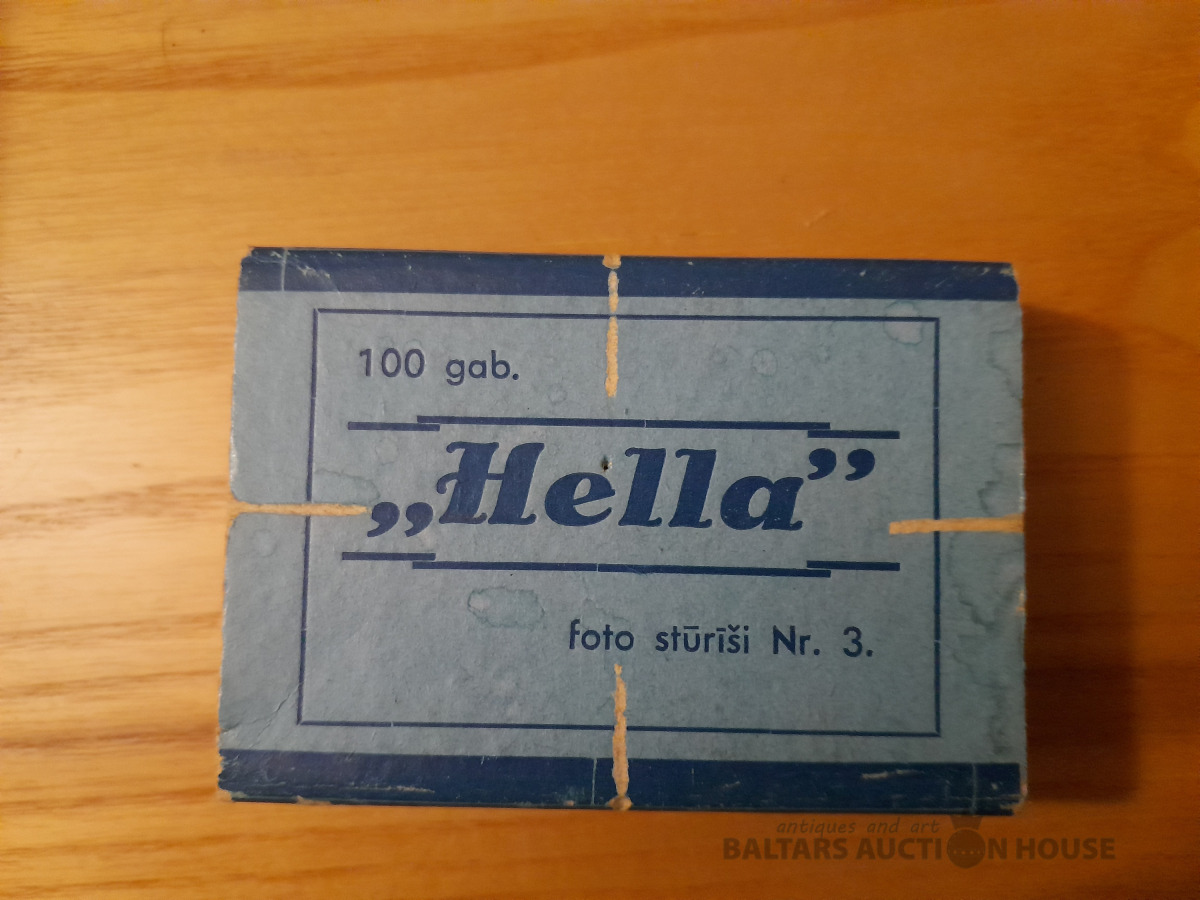 100 gab.
„Hella”
foto stūrīši Nr. 3.
antiques and art
BALTARS AUCTION HOUSE